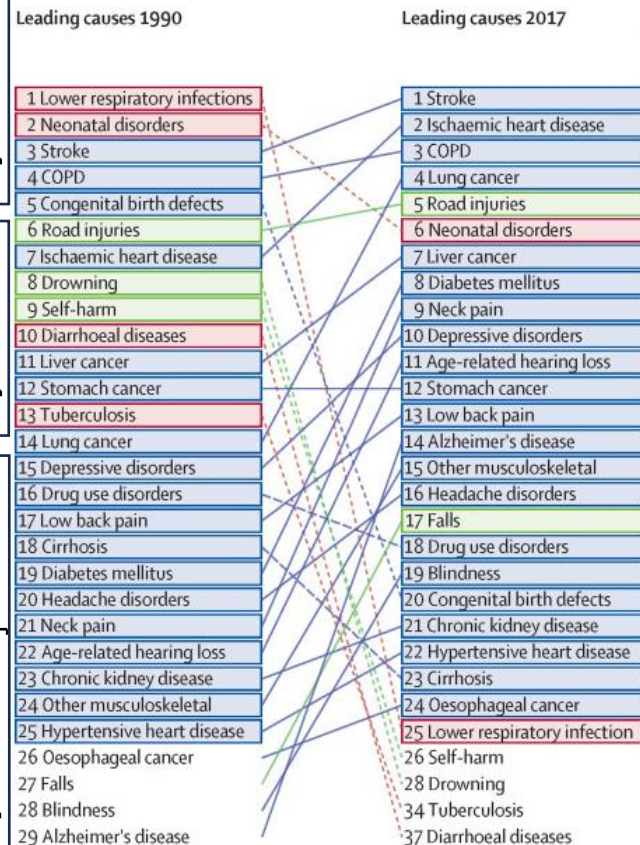 Leading causes 1990
1 Lower respiratory infections
2 Neonatal disorders
3 Stroke
4 COPD
5 Congenital birth defects
6 Road injuries
7 Ischaemic heart disease
8 Drowning
9 Self-harm
10 Diarrhoeal diseases
11 Liver cancer
12 Stomach cancer
13 Tuberculosis
14 Lung cancer
15 Depressive disorders
16 Drug use disorders
17 Low back pain
18 Cirrhosis
19 Diabetes mellitus
20 Headache disorders
21 Neck pain
22 Age-related hearing loss
23 Chronic kidney disease
24 Other musculoskeletal
25 Hypertensive heart disease
26 Oesophageal cancer
27 Falls
28 Blindness
29 Alzheimer's disease
Leading causes 2017
1 Stroke
2 Ischaemic heart disease
3 COPD
4 Lung cancer
5 Road injuries
6 Neonatal disorders
7 Liver cancer
8 Diabetes mellitus
9 Neck pain
10 Depressive disorders
11 Age-related hearing loss
12 Stomach cancer
13 Low back pain
14 Alzheimer's disease
15 Other musculoskeletal
16 Headache disorders
17 Falls
18 Drug use disorders
19 Blindness
20 Congenital birth defects
21 Chronic kidney disease
22 Hypertensive heart disease
23 Cirrhosis
24 Oesophageal cancer
25 Lower respiratory infection
26 Self-harm
28 Drowning
34 Tuberculosis
37 Diarrhoeal diseases